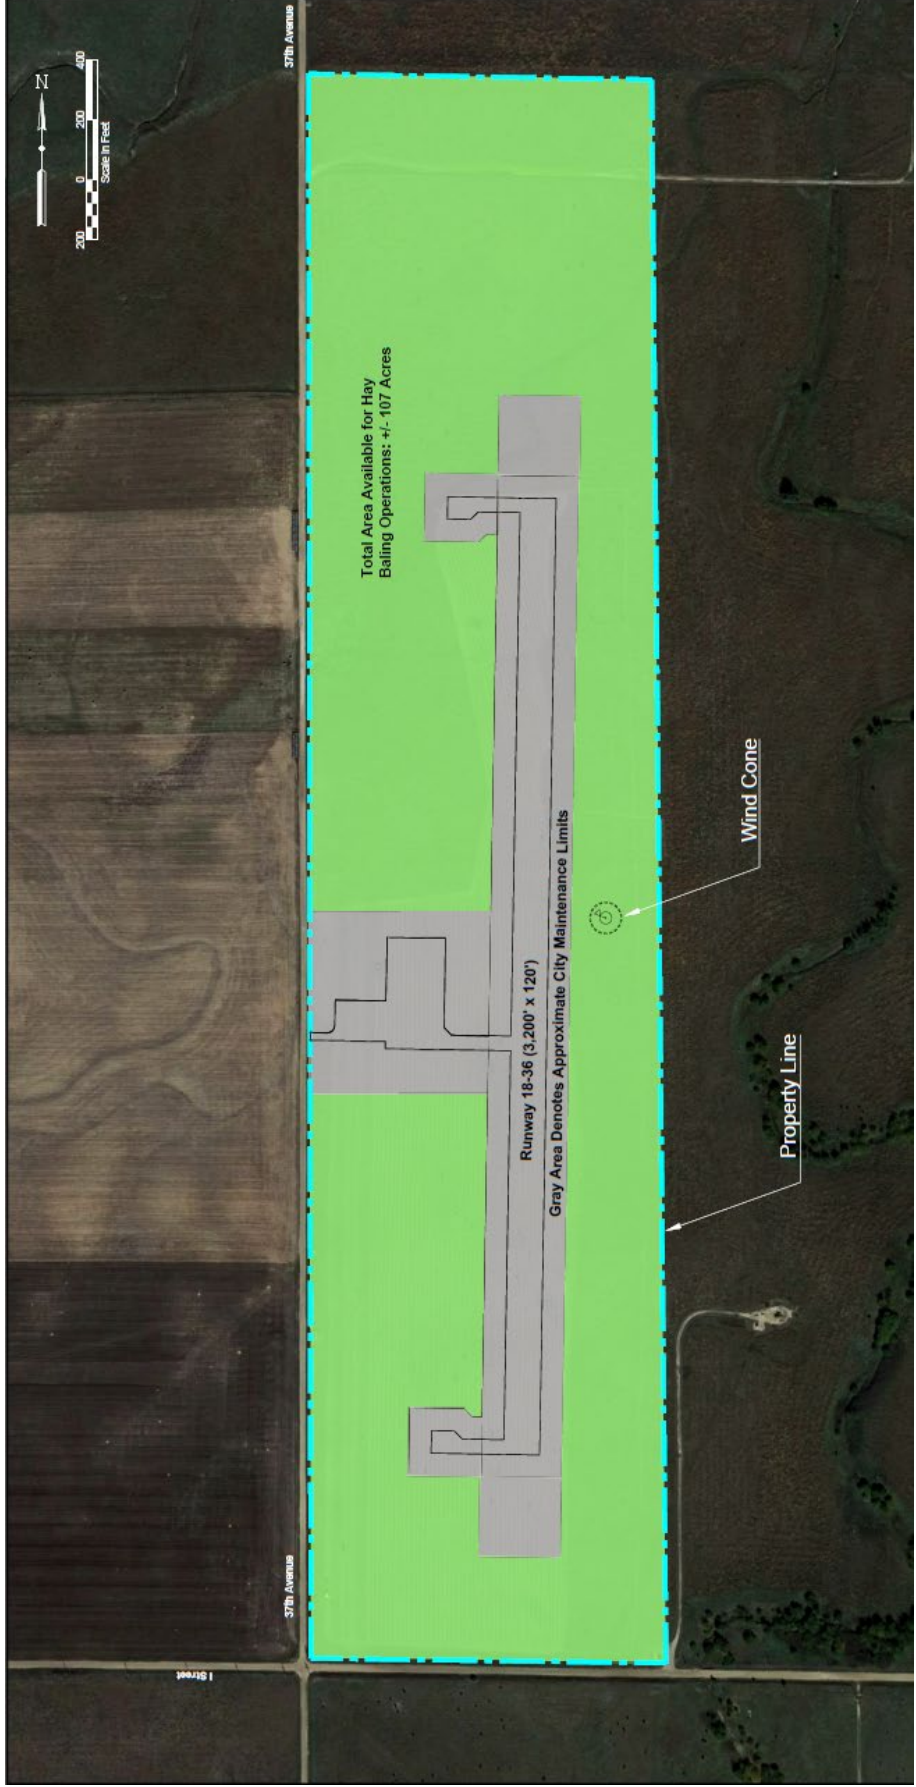 37th Avenue
N
200 0 200 400
Scale In Feet
Total Area Available for Hay
Baling Operations: +/- 107 Acres
Wind Cone
Runway 18-36 (3,200' x 120')
Gray Area Denotes Approximate City Maintenance Limits
Property Line
37th Avenue
I Street